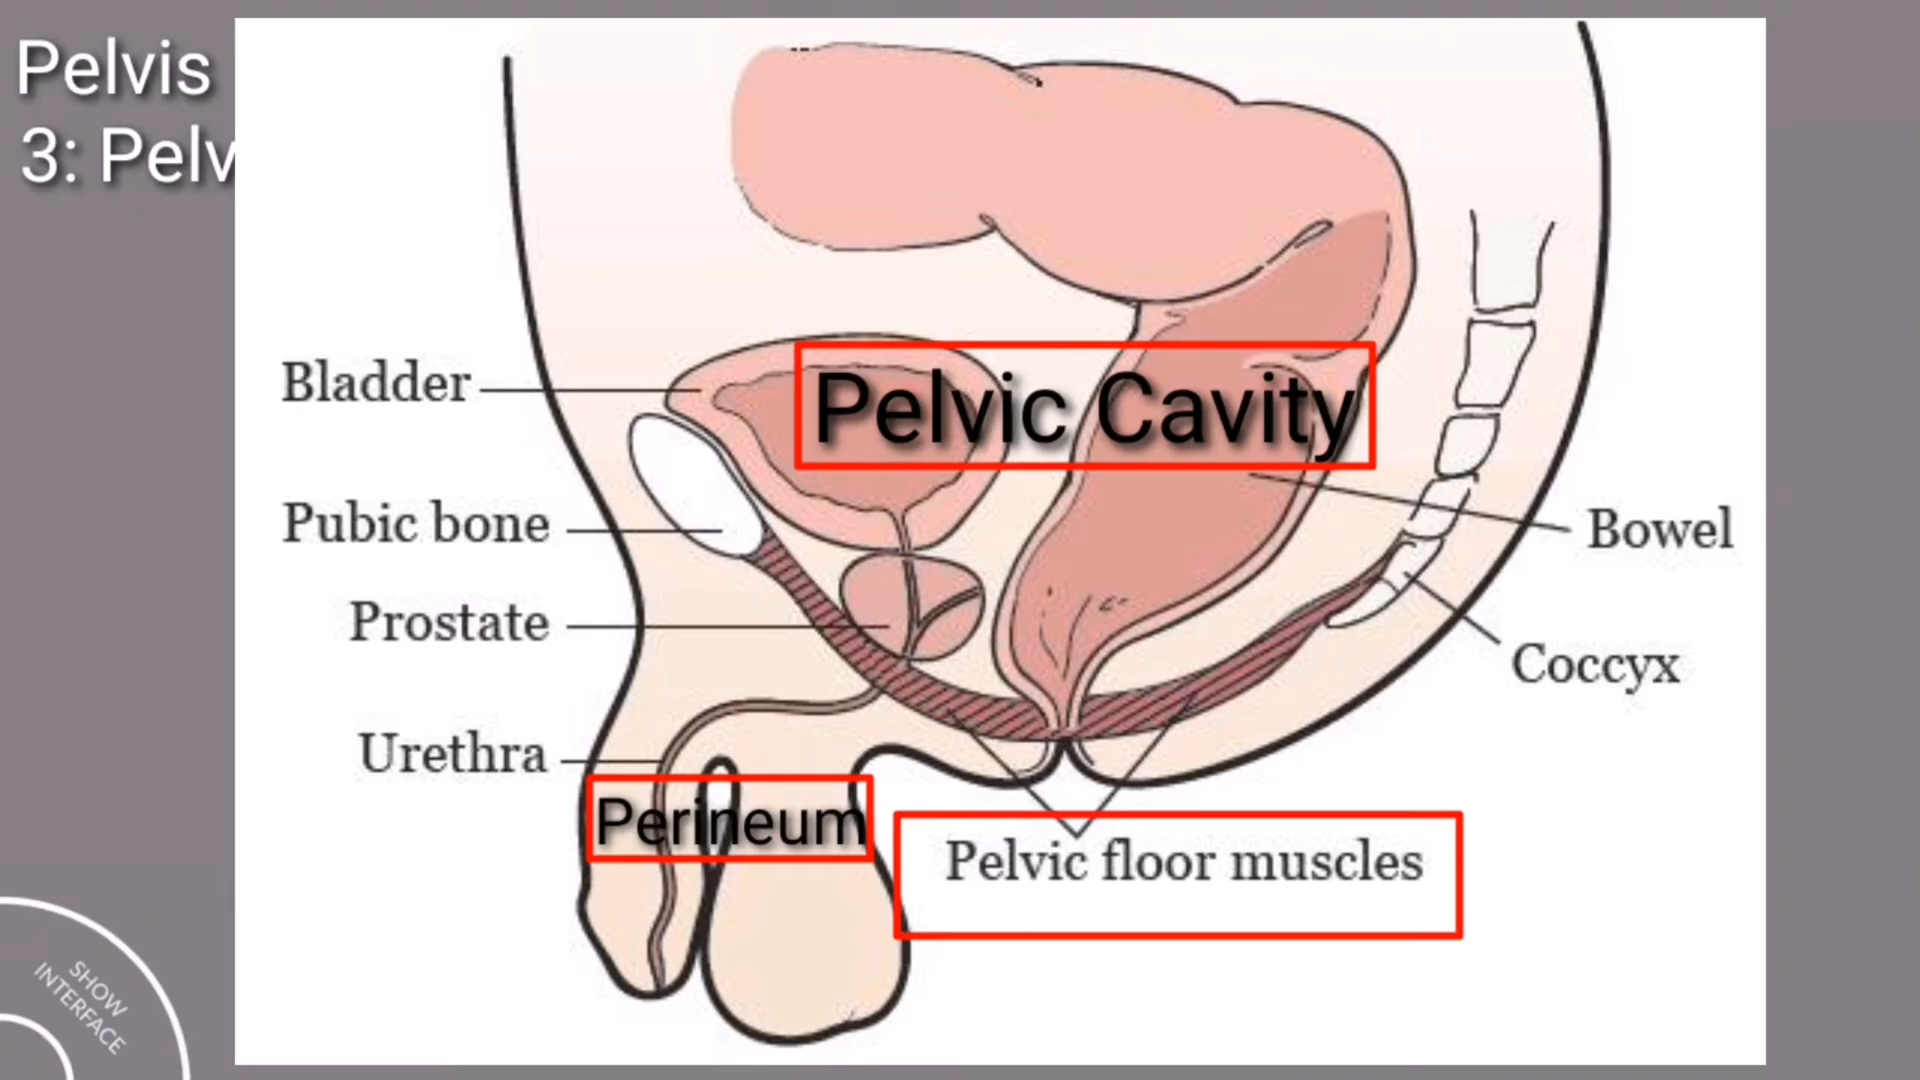 Pelvis
3: Pelv
Pelvic Cavity
Bladder
Pubic bone
Prostate
Urethra
Perineum
Bowel
Coccyx
Pelvic floor muscles
SHOW
INTERFACE